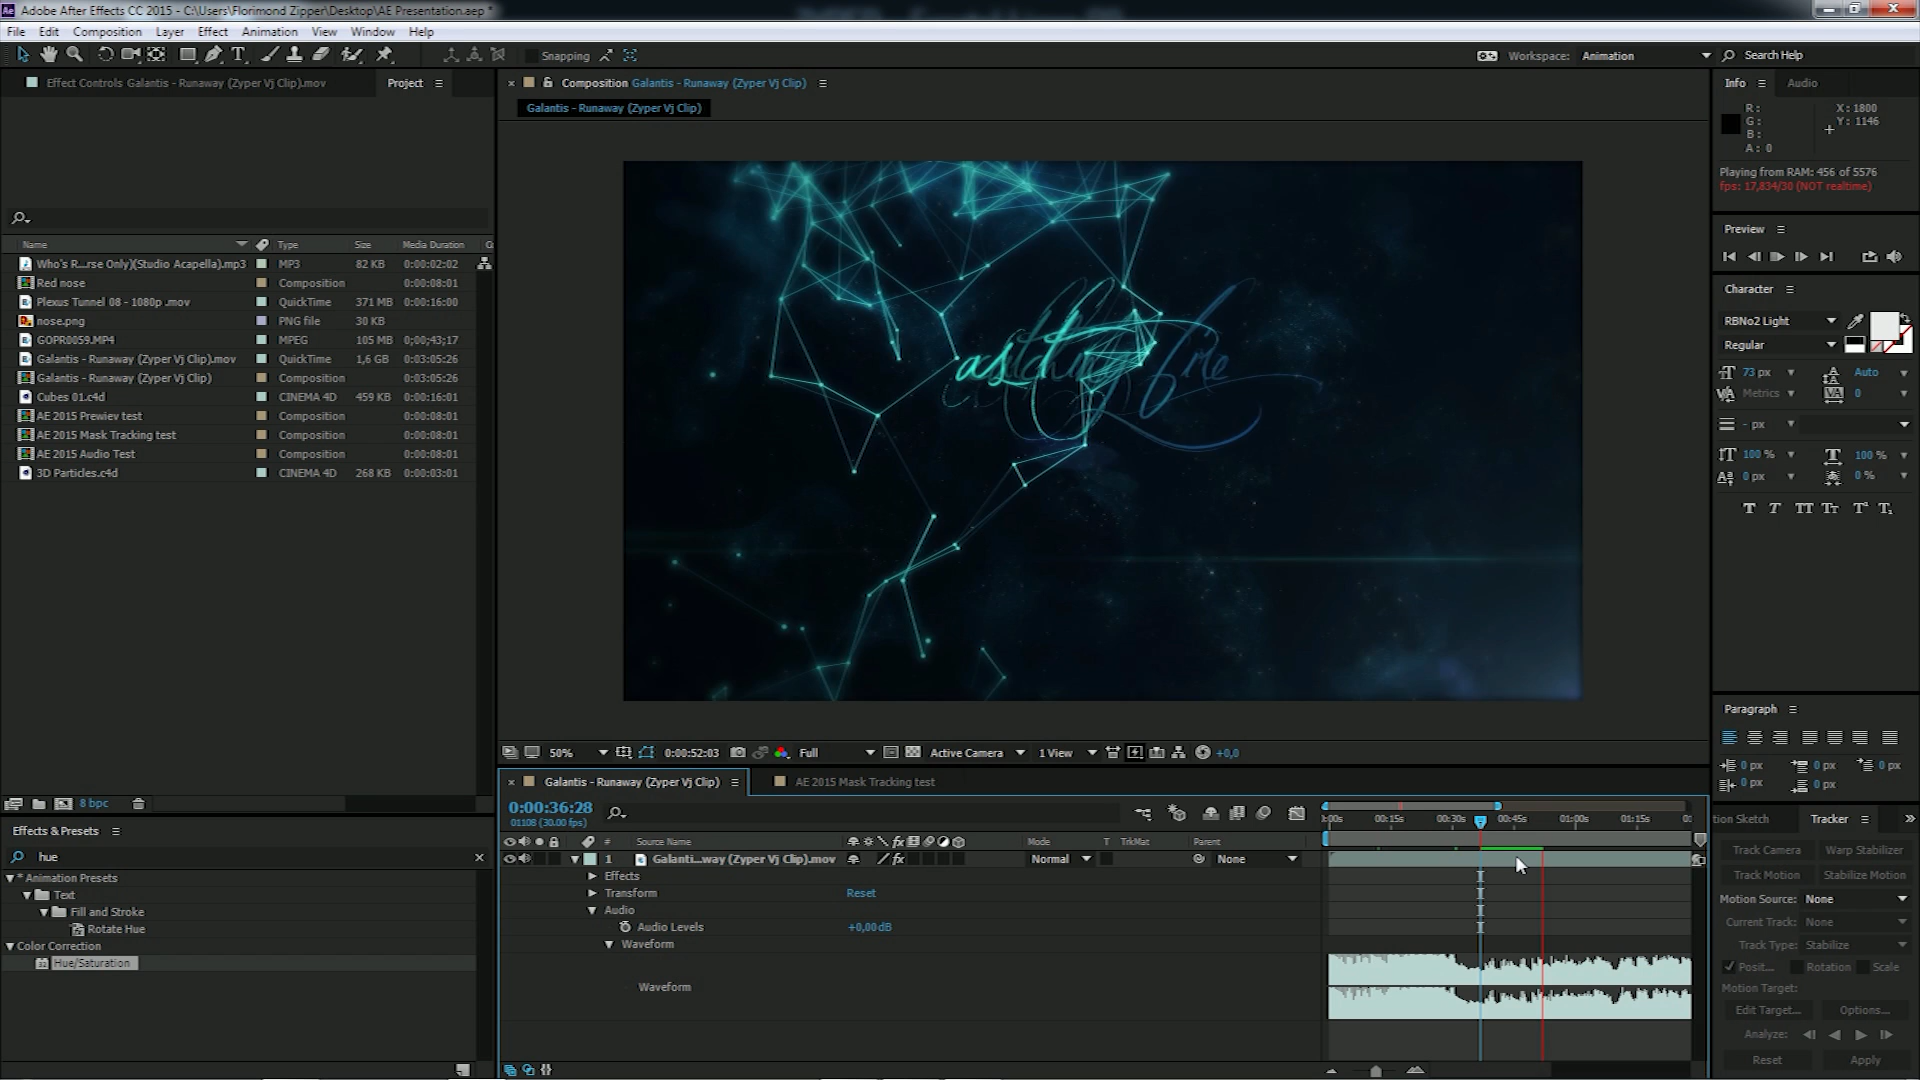 Adobe After Effects CC 2015 - C:\Users\Florimond Zipper\Desktop\AE Presentation.aep *
File Edit Composition Layer Effect Animation View Window Help
Snapping
Workspace: Animation
Search Help
Effect Controls Galantis - Runaway (Zyper Vj Clip).mov
Project
Name Type Size Media Duration
Who's R...rse Only)(Studio Acapella).mp3 MP3 82 KB 0:00:02:02
Red nose Composition 0:00:08:01
Plexus Tunnel 08 - 1080p .mov QuickTime 371 MB 0:00:16:00
nose.png PNG file 30 KB
GOPR0059.MP4 MPEG 105 MB 0;00;43;17
Galantis - Runaway (Zyper Vj Clip).mov QuickTime 1,6 GB 0:03:05:26
Galantis - Runaway (Zyper Vj Clip) Composition 0:03:05:26
Cubes 01.c4d CINEMA 4D 459 KB 0:00:16:01
AE 2015 Prewiev test Composition 0:00:08:01
AE 2015 Mask Tracking test Composition 0:00:08:01
AE 2015 Audio Test Composition 0:00:08:01
3D Particles.c4d CINEMA 4D 268 KB 0:00:03:01
8 bpc
Effects & Presets
hue
* Animation Presets
Text
Fill and Stroke
Rotate Hue
Color Correction
Hue/Saturation
Composition Galantis - Runaway (Zyper Vj Clip)
Galantis - Runaway (Zyper Vj Clip)
50% 0:00:52:03 Full Active Camera 1 View +0,0
Galantis - Runaway (Zyper Vj Clip)
AE 2015 Mask Tracking test
0:00:36:28
01108 (30.00 fps)
# Source Name Mode T TrkMat Parent
1 Galanti...way (Zyper Vj Clip).mov Normal None
Effects
Transform Reset
Audio
Audio Levels +0,00dB
Waveform
Waveform
00s 00:15s 00:30s 00:45s 01:00s 01:15s
Info Audio
R: X: 1800
G: Y: 1146
B:
A: 0
Playing from RAM: 456 of 5576
fps: 17,834/30 (NOT realtime)
Preview
Character
RBNo2 Light
Regular
73 px Auto
Metrics 0
- px
100 % 100 %
0 px 0 %
Paragraph
0 px 0 px 0 px
0 px 0 px
tion Sketch Tracker
Track Camera Warp Stabilizer
Track Motion Stabilize Motion
Motion Source: None
Current Track: None
Track Type: Stabilize
Posit... Rotation Scale
Motion Target:
Edit Target... Options...
Analyze:
Reset Apply